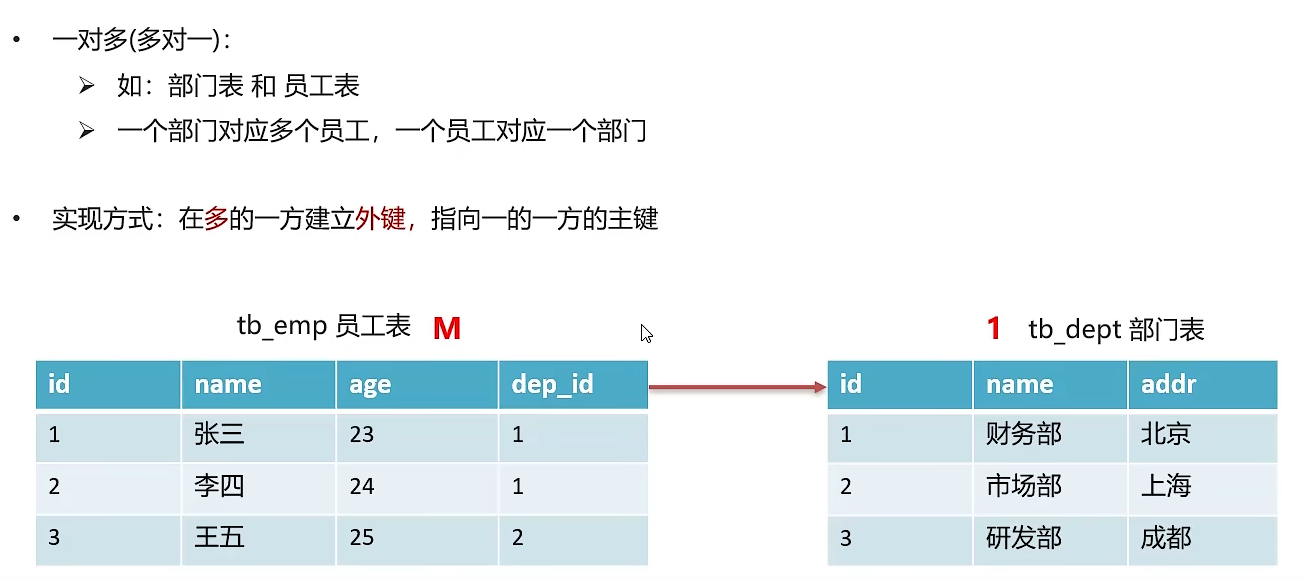 • 一对多(多对一)：
➢ 如：部门表 和 员工表
➢ 一个部门对应多个员工，一个员工对应一个部门
• 实现方式：在多的一方建立外键，指向一的一方的主键
tb_emp 员工表 M
id name age dep_id
1 张三 23 1
2 李四 24 1
3 王五 25 2
1 tb_dept 部门表
id name addr
1 财务部 北京
2 市场部 上海
3 研发部 成都